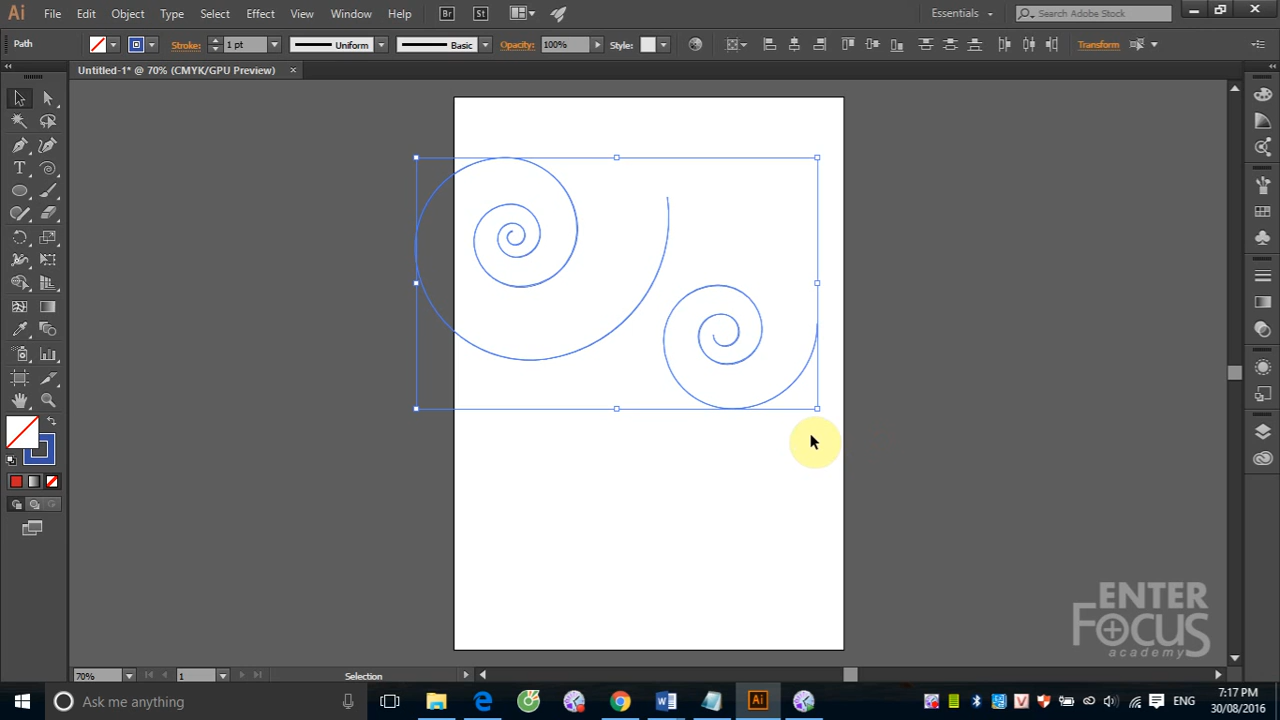 Ai File Edit Object Type Select Effect View Window Help Br St Essentials Search Adobe Stock
Path Stroke: 1 pt Uniform Basic Opacity: 100% Style: Transform
Untitled-1* @ 70% (CMYK/GPU Preview) ×
T
ENTER
FOCUS
academy
70% 1 Selection
Ask me anything Ai ENG 7:17 PM
30/08/2016